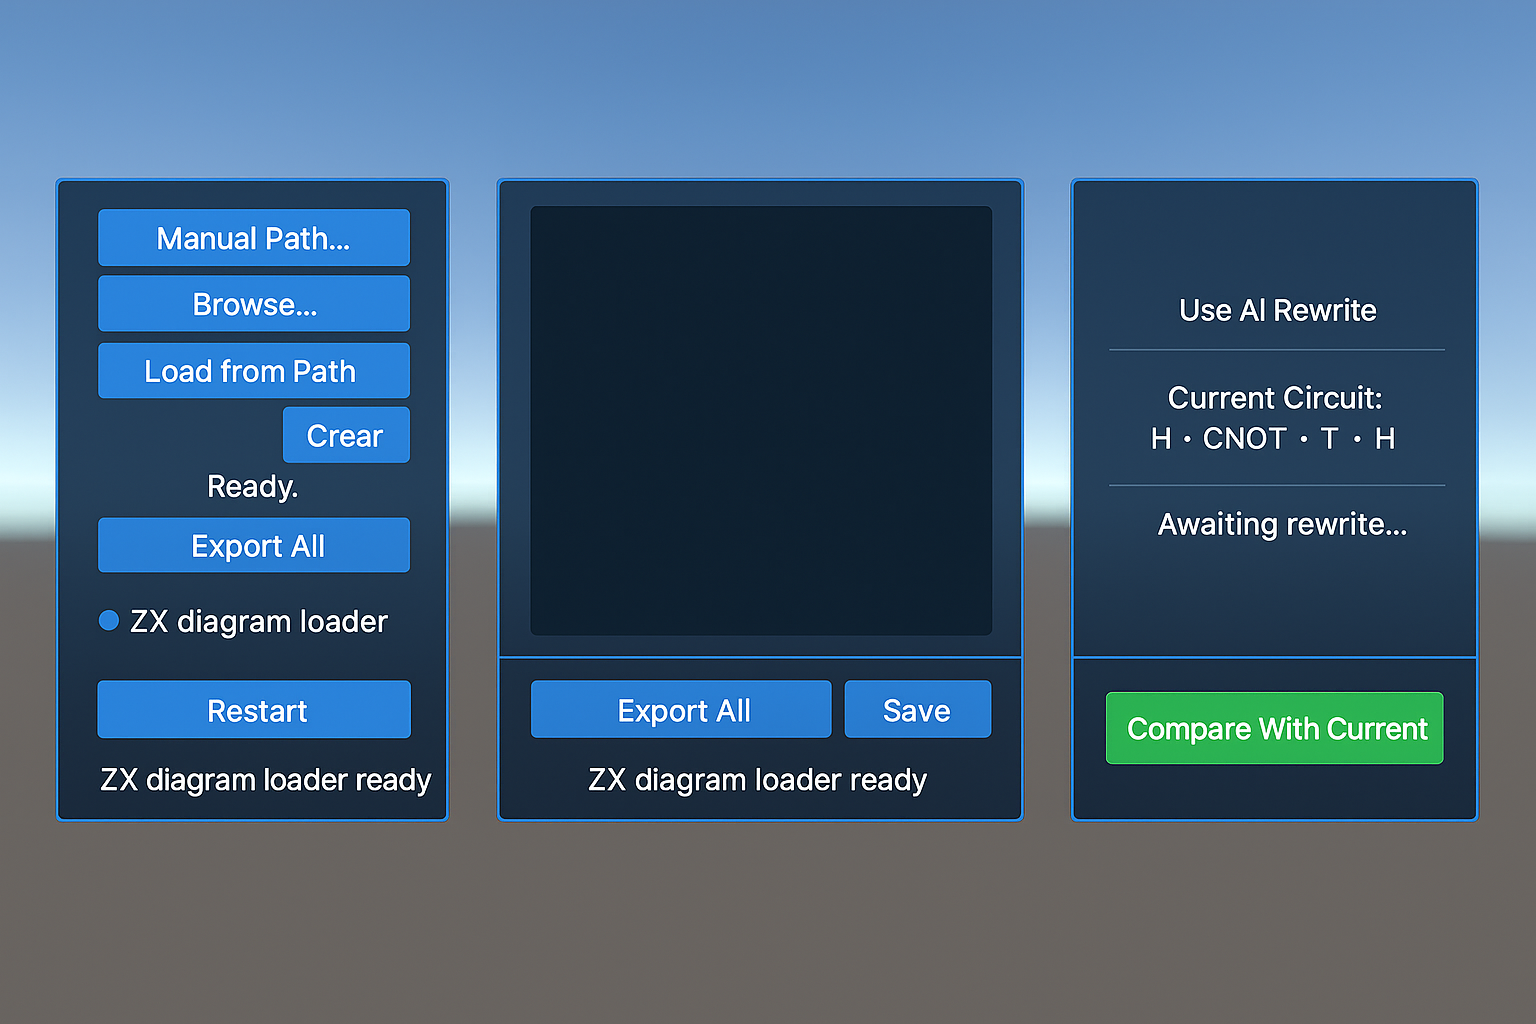 Manual Path...
Browse...
Load from Path
Crear
Ready.
Export All
ZX diagram loader
Restart
ZX diagram loader ready
Export All
Save
ZX diagram loader ready
Use AI Rewrite
Current Circuit:
H · CNOT · T · H
Awaiting rewrite...
Compare With Current